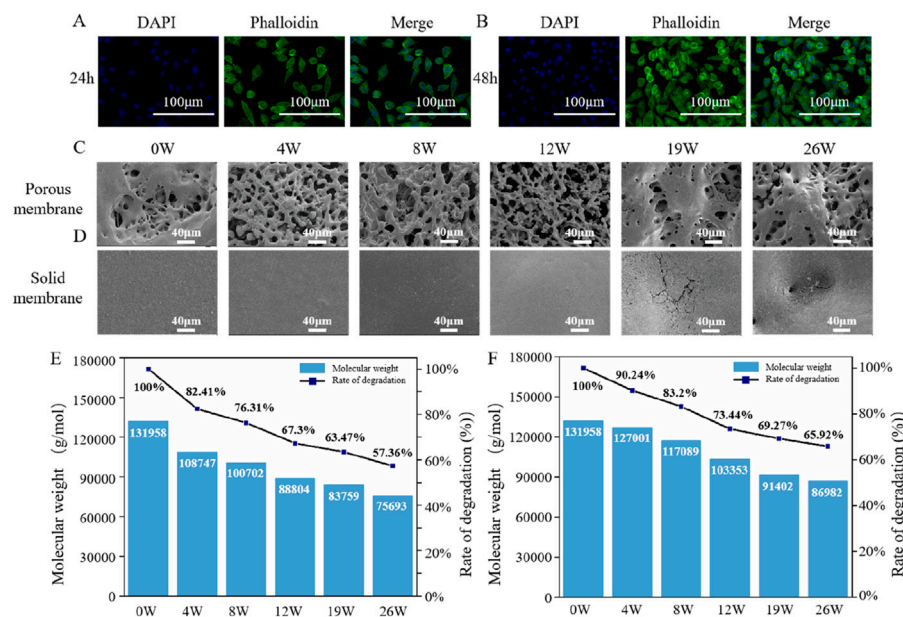 A DAPI Phalloidin Merge B DAPI Phalloidin Merge
24h 100μm 100μm 100μm 48h 100μm 100μm 100μm
C 0W 4W 8W 12W 19W 26W
Porous
membrane
40μm 40μm 40μm 40μm 40μm 40μm
D
Solid
membrane
40μm 40μm 40μm 40μm 40μm 40μm
E
Molecular weight (g/mol)
180000
150000
120000
90000
60000
30000
0
Molecular weight
Rate of degradation
100% 82.41% 76.31% 67.3% 63.47% 57.36%
131958 108747 100702 88804 83759 75693
0W 4W 8W 12W 19W 26W
100%
80%
60%
40%
20%
0%
Rate of degradation (%))
F
Molecular weight (g/mol)
180000
150000
120000
90000
60000
30000
0
Molecular weight
Rate of degradation
100% 90.24% 83.2% 73.44% 69.27% 65.92%
131958 127001 117089 103353 91402 86982
0W 4W 8W 12W 19W 26W
100%
80%
60%
40%
20%
0%
Rate of degradation (%))